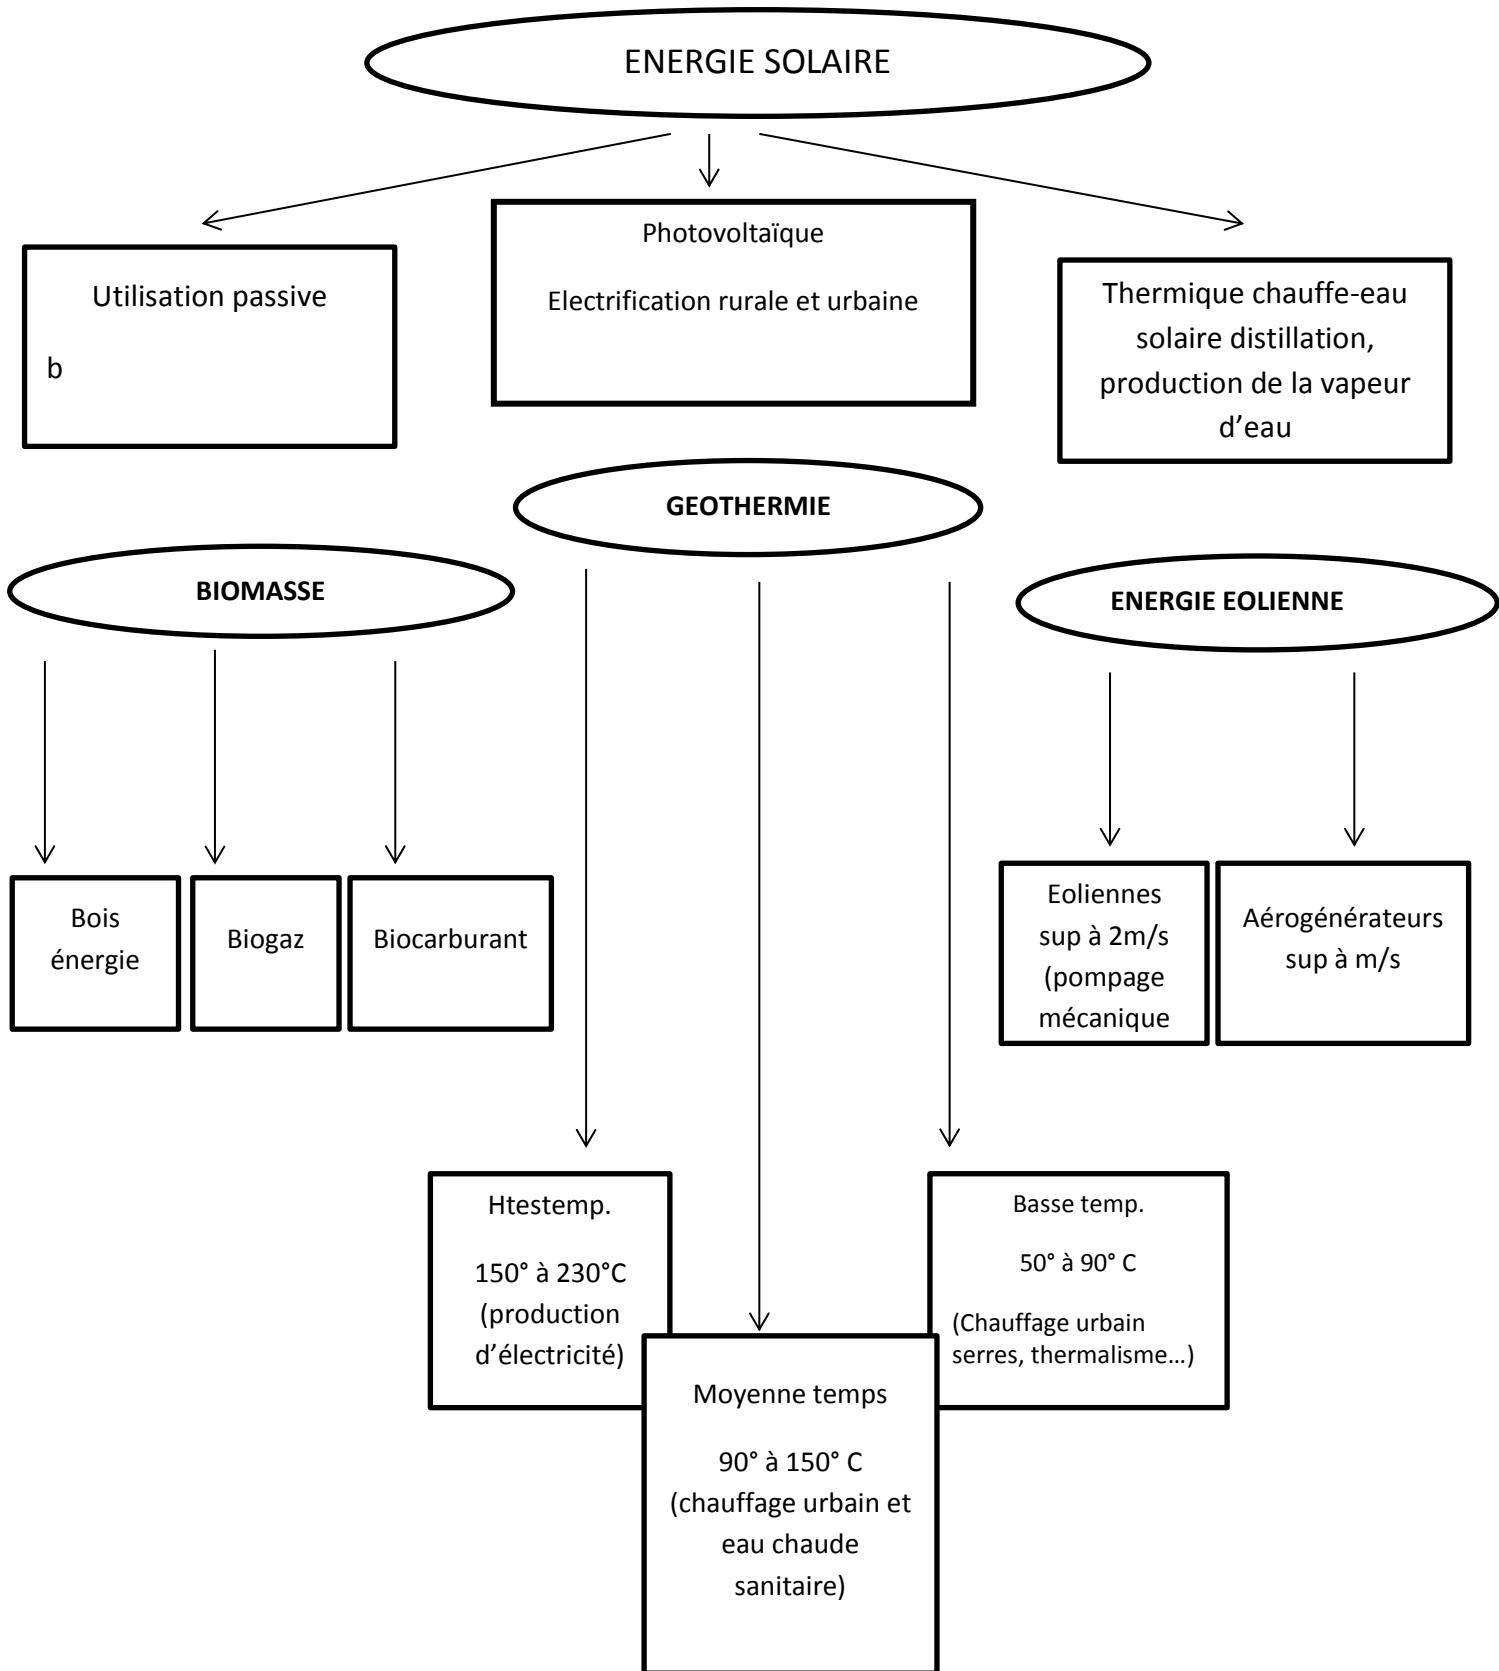 ENERGIE SOLAIRE
Utilisation passive
b
Photovoltaïque
Electrification rurale et urbaine
Thermique chauffe-eau
solaire distillation,
production de la vapeur
d’eau
GEOTHERMIE
BIOMASSE
ENERGIE EOLIENNE
Bois
énergie
Biogaz
Biocarburant
Eoliennes
sup à 2m/s
(pompage
mécanique
Aérogénérateurs
sup à m/s
Htestemp.
150° à 230°C
(production
d’électricité)
Moyenne temps
90° à 150° C
(chauffage urbain et
eau chaude
sanitaire)
Basse temp.
50° à 90° C
(Chauffage urbain
serres, thermalisme…)